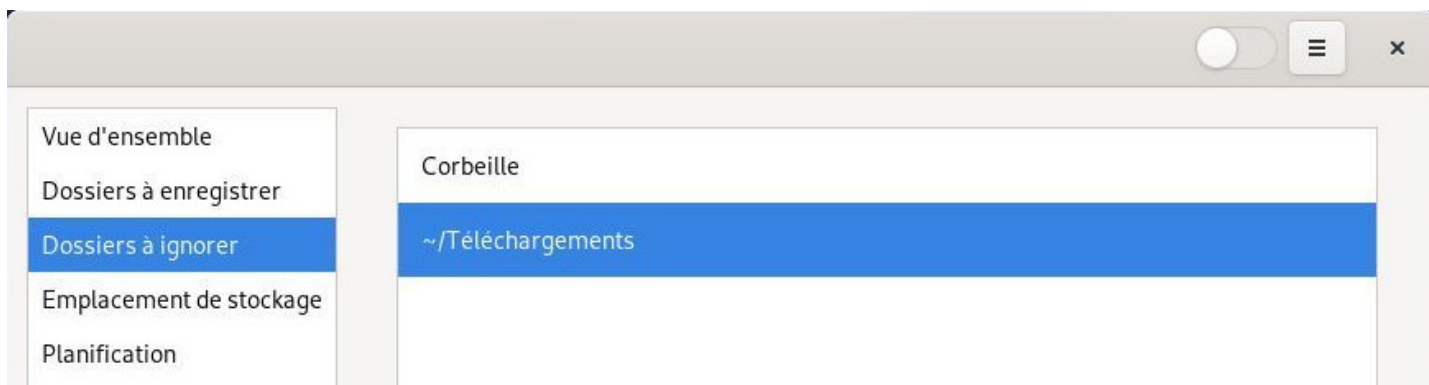 Vue d'ensemble
Dossiers à enregistrer
Dossiers à ignorer
Emplacement de stockage
Planification
Corbeille
~/Téléchargements